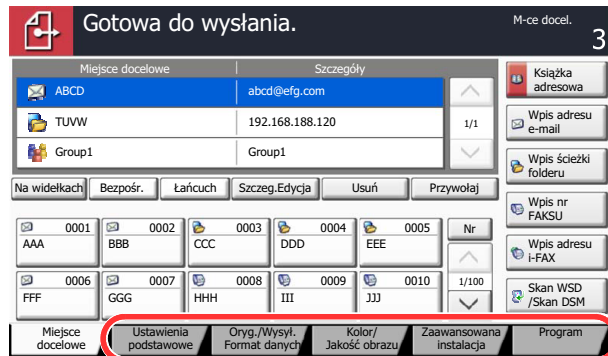 Gotowa do wysłania.
M-ce docel.
3
Miejsce docelowe Szczegóły
ABCD abcd@efg.com
TUVW 192.168.188.120
Group1 Group1
1/1
Książka
adresowa
Wpis adresu
e-mail
Wpis ścieżki
folderu
Wpis nr
FAKSU
Wpis adresu
i-FAX
Skan WSD
/Skan DSM
Na widełkach Bezpośr. Łańcuch Szczeg.Edycja Usuń Przywołaj
0001 0002 0003 0004 0005 Nr
AAA BBB CCC DDD EEE
0006 0007 0008 0009 0010 1/100
FFF GGG HHH III JJJ
Miejsce
docelowe
Ustawienia
podstawowe
Oryg./Wysył.
Format danych
Kolor/
Jakość obrazu
Zaawansowana
instalacja
Program